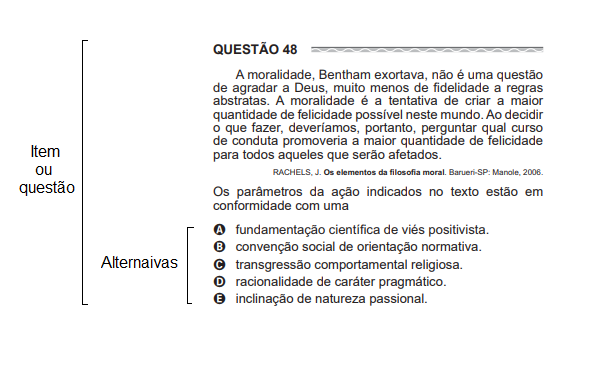 QUESTÃO 48
A moralidade, Bentham exortava, não é uma questão
de agradar a Deus, muito menos de fidelidade a regras
abstratas. A moralidade é a tentativa de criar a maior
quantidade de felicidade possível neste mundo. Ao decidir
o que fazer, deveríamos, portanto, perguntar qual curso
de conduta promoveria a maior quantidade de felicidade
para todos aqueles que serão afetados.
RACHELS, J. Os elementos da filosofia moral. Barueri-SP: Manole, 2006.
Os parâmetros da ação indicados no texto estão em
conformidade com uma
A fundamentação científica de viés positivista.
B convenção social de orientação normativa.
C transgressão comportamental religiosa.
D racionalidade de caráter pragmático.
E inclinação de natureza passional.
Item
ou
questão
Alternaivas